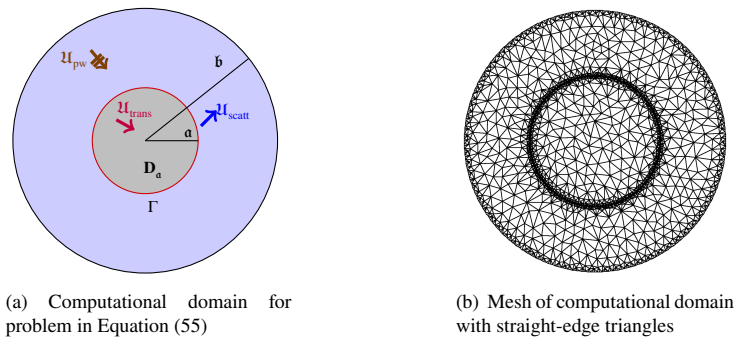 𝔘pw
𝔟
𝔘trans
𝔘scatt
𝔞
D𝔞
Γ
(a) Computational domain for
problem in Equation (55)
(b) Mesh of computational domain
with straight-edge triangles